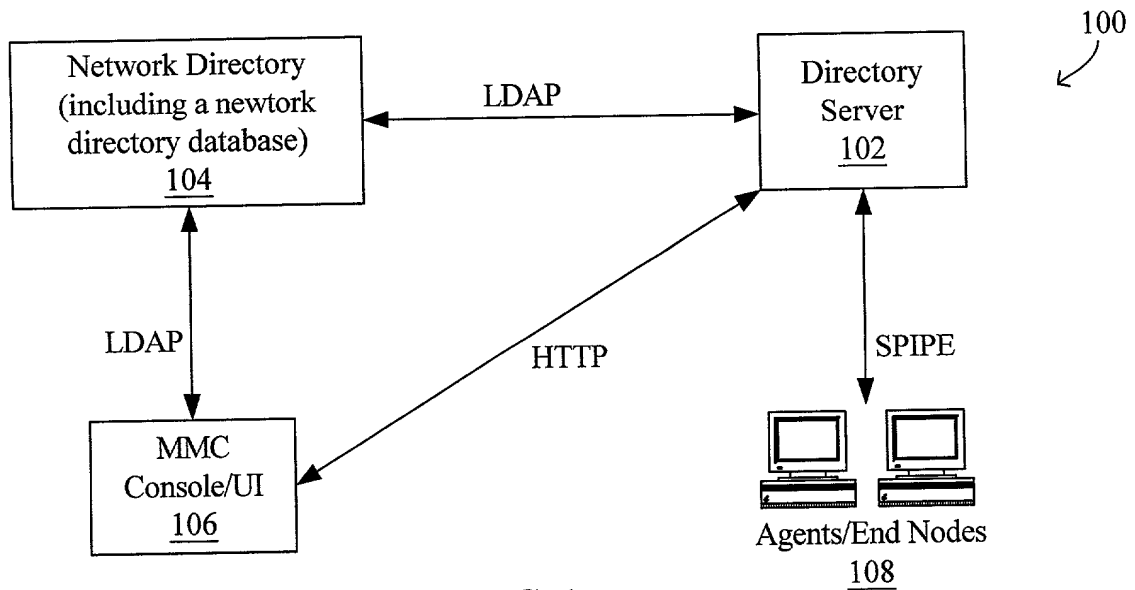 100
Network Directory
(including a newtork
directory database)
104
LDAP
Directory
Server
102
LDAP
HTTP
SPIPE
MMC
Console/UI
106
Agents/End Nodes
108